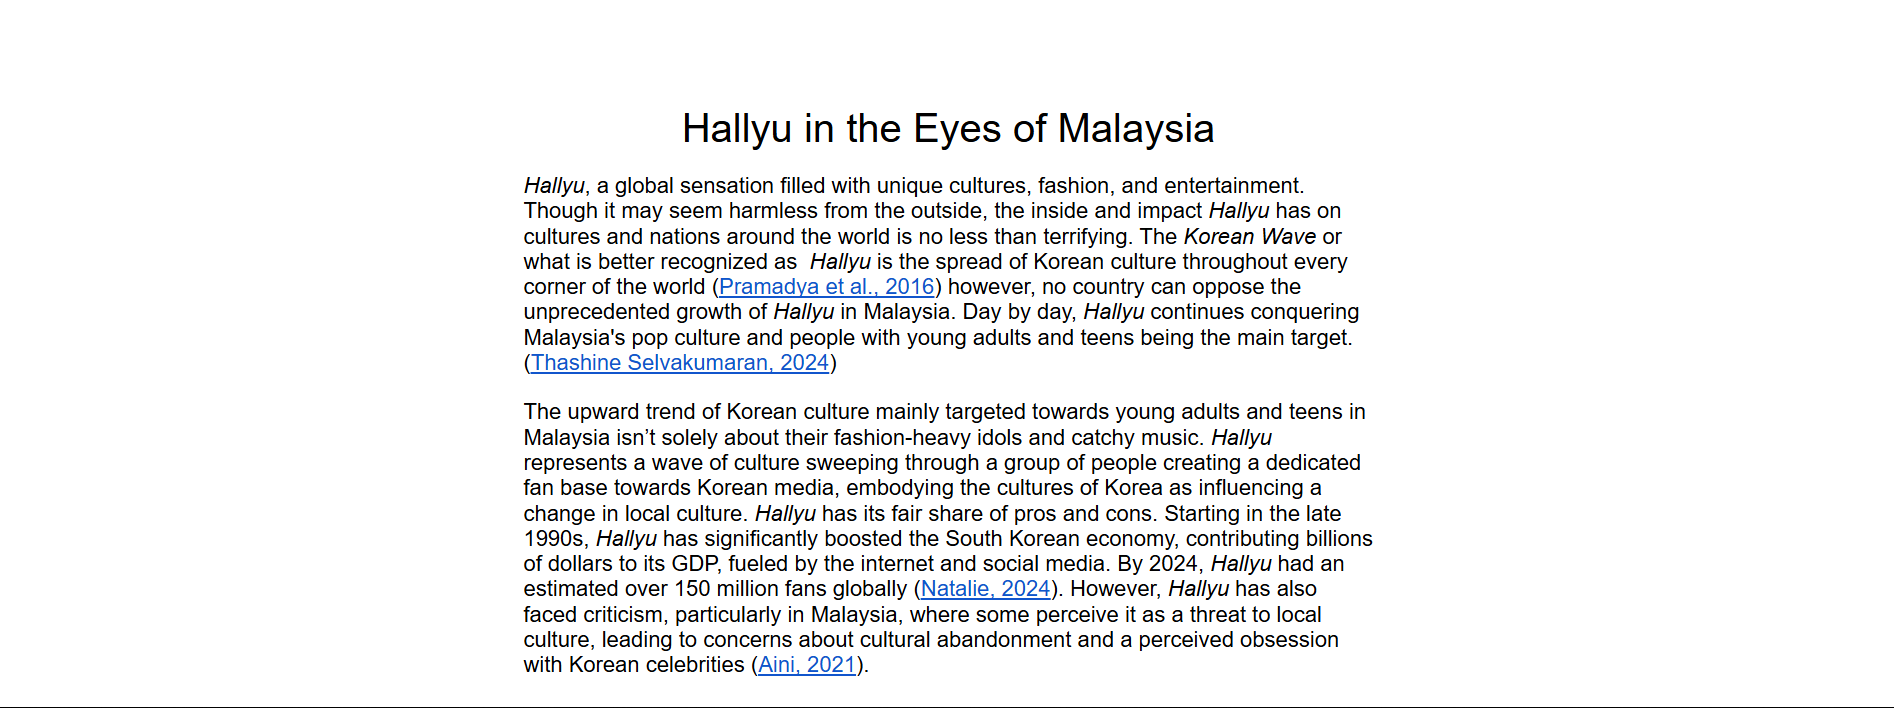 Hallyu in the Eyes of Malaysia
Hallyu, a global sensation filled with unique cultures, fashion, and entertainment.
Though it may seem harmless from the outside, the inside and impact Hallyu has on
cultures and nations around the world is no less than terrifying. The Korean Wave or
what is better recognized as  Hallyu is the spread of Korean culture throughout every
corner of the world (Pramadya et al., 2016) however, no country can oppose the
unprecedented growth of Hallyu in Malaysia. Day by day, Hallyu continues conquering
Malaysia's pop culture and people with young adults and teens being the main target.
(Thashine Selvakumaran, 2024)
The upward trend of Korean culture mainly targeted towards young adults and teens in
Malaysia isn’t solely about their fashion-heavy idols and catchy music. Hallyu
represents a wave of culture sweeping through a group of people creating a dedicated
fan base towards Korean media, embodying the cultures of Korea as influencing a
change in local culture. Hallyu has its fair share of pros and cons. Starting in the late
1990s, Hallyu has significantly boosted the South Korean economy, contributing billions
of dollars to its GDP, fueled by the internet and social media. By 2024, Hallyu had an
estimated over 150 million fans globally (Natalie, 2024). However, Hallyu has also
faced criticism, particularly in Malaysia, where some perceive it as a threat to local
culture, leading to concerns about cultural abandonment and a perceived obsession
with Korean celebrities (Aini, 2021).